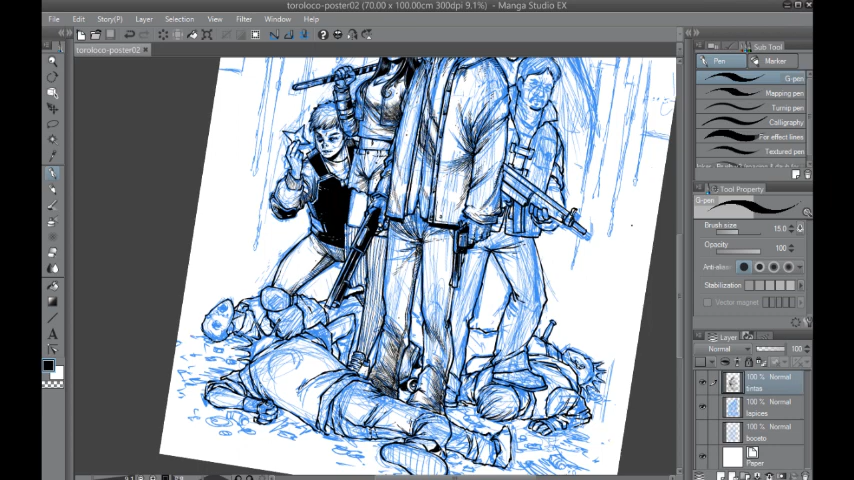 toroloco-poster02 (70.00 x 100.00cm 300dpi 9.1%) - Manga Studio EX
File Edit Story(P) Layer Selection View Filter Window Help
toroloco-poster02
Sub Tool
Pen Marker
G-pen
Mapping pen
Turnip pen
Calligraphy
For effect lines
Textured pen
Tool Property
G-pen
Brush size 15.0
Opacity 100
Anti-alias
Stabilization
Vector magnet
Layer
Normal 100
100 % Normal
tintas
100 % Normal
lapices
100 % Normal
boceto
Paper